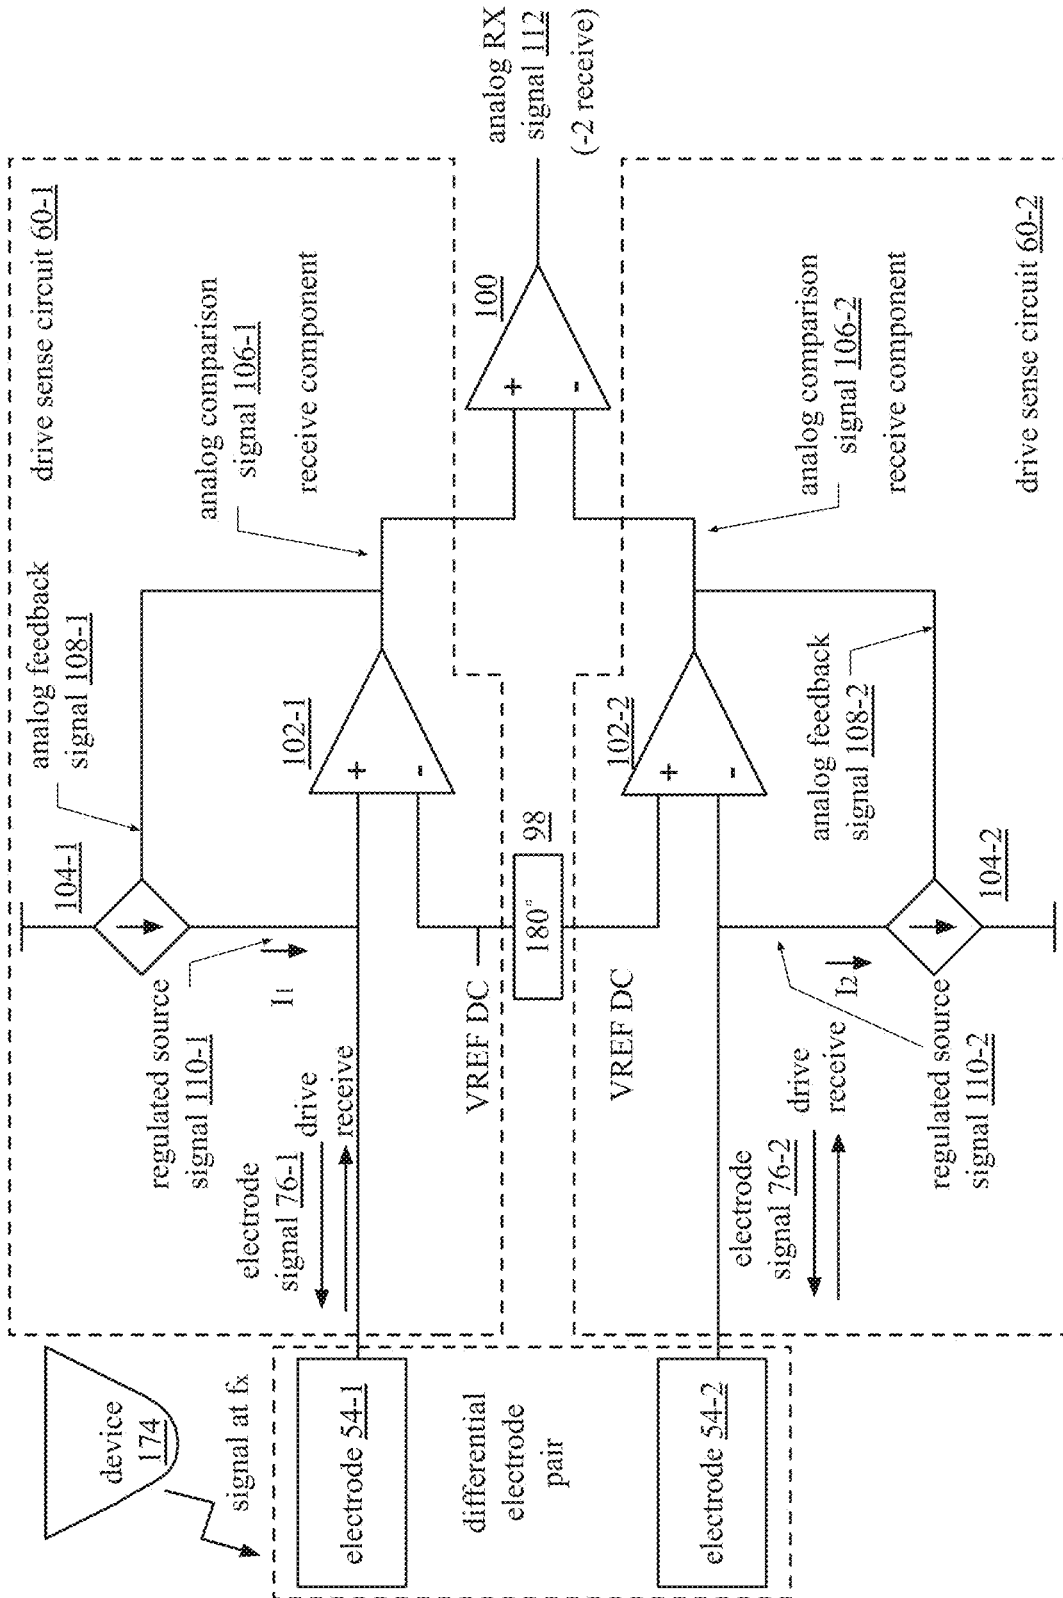 device
174
signal at fx
electrode 54-1
differential
electrode
pair
electrode 54-2
drive sense circuit 60-1
electrode
signal 76-1
drive
receive
regulated source
signal 110-1
I1
104-1
analog feedback
signal 108-1
102-1
+
-
analog comparison
signal 106-1
receive component
VREF DC
180°
98
VREF DC
100
+
-
analog RX
signal 112
(-2 receive)
electrode
signal 76-2
drive
receive
102-2
+
-
analog comparison
signal 106-2
receive component
analog feedback
signal 108-2
I2
regulated source
signal 110-2
104-2
drive sense circuit 60-2